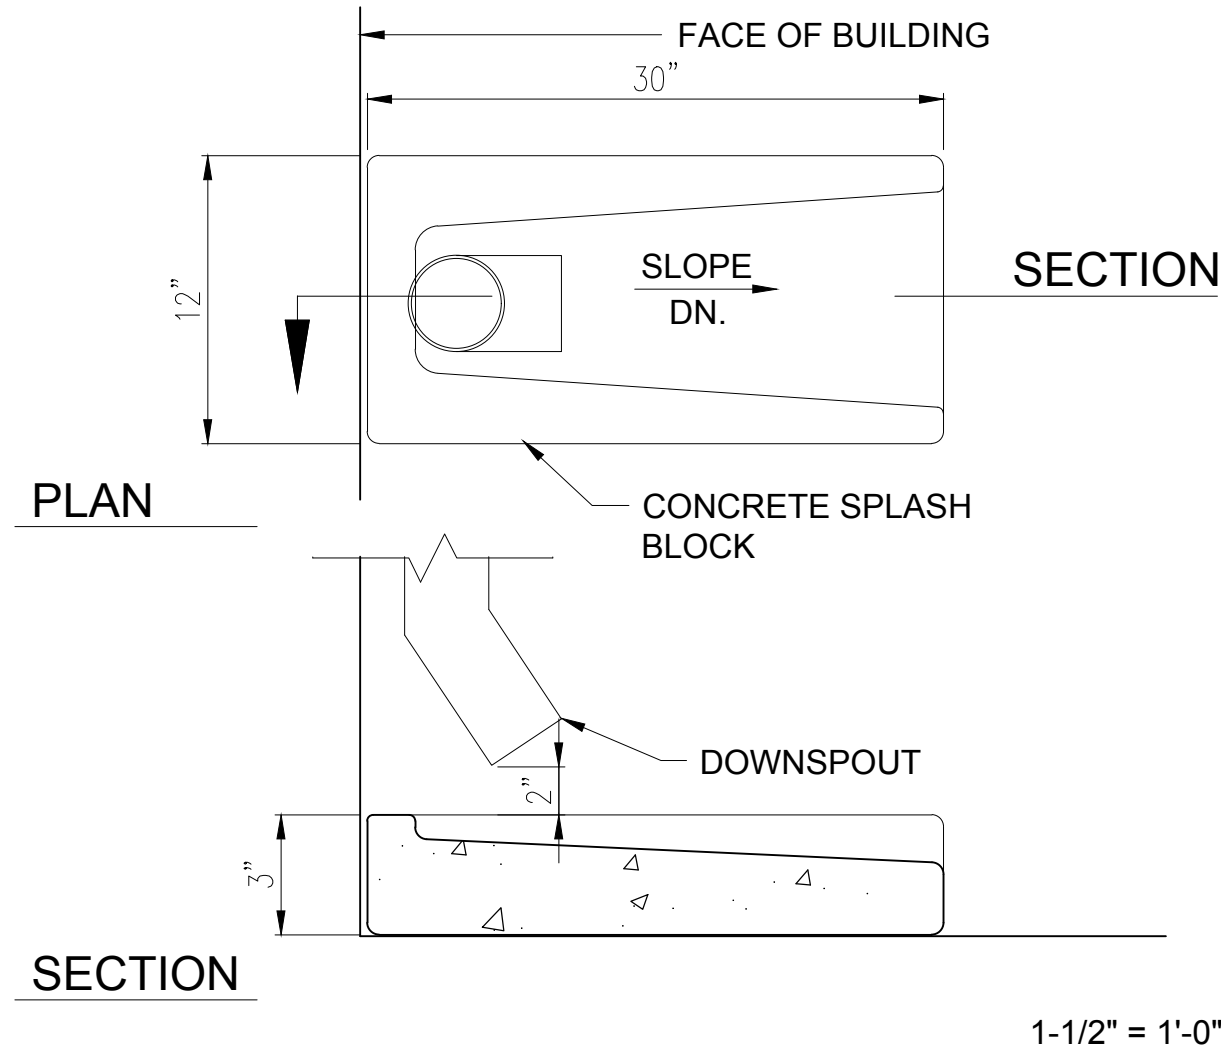 FACE OF BUILDING
30”
12”
SLOPE
DN.
SECTION
PLAN
CONCRETE SPLASH
BLOCK
DOWNSPOUT
2”
3”
SECTION
1-1/2" = 1'-0"